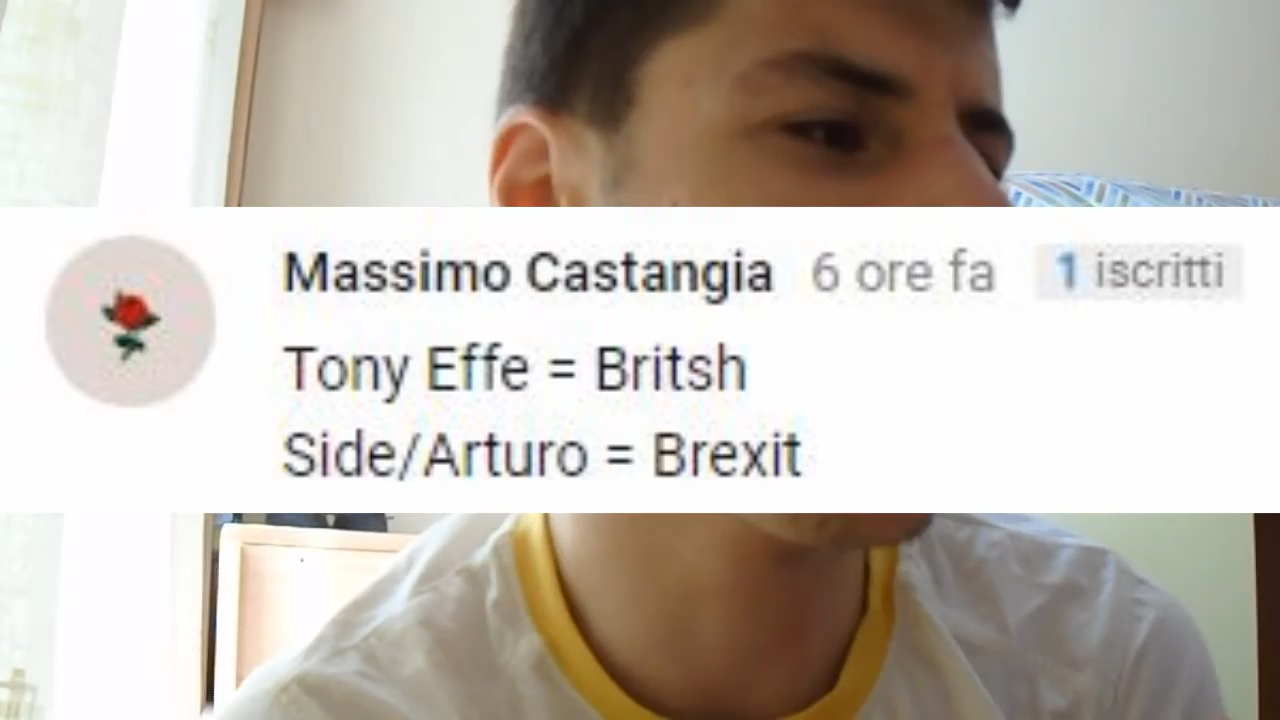 Massimo Castangia 6 ore fa 1 iscritti
Tony Effe = Britsh
Side/Arturo = Brexit